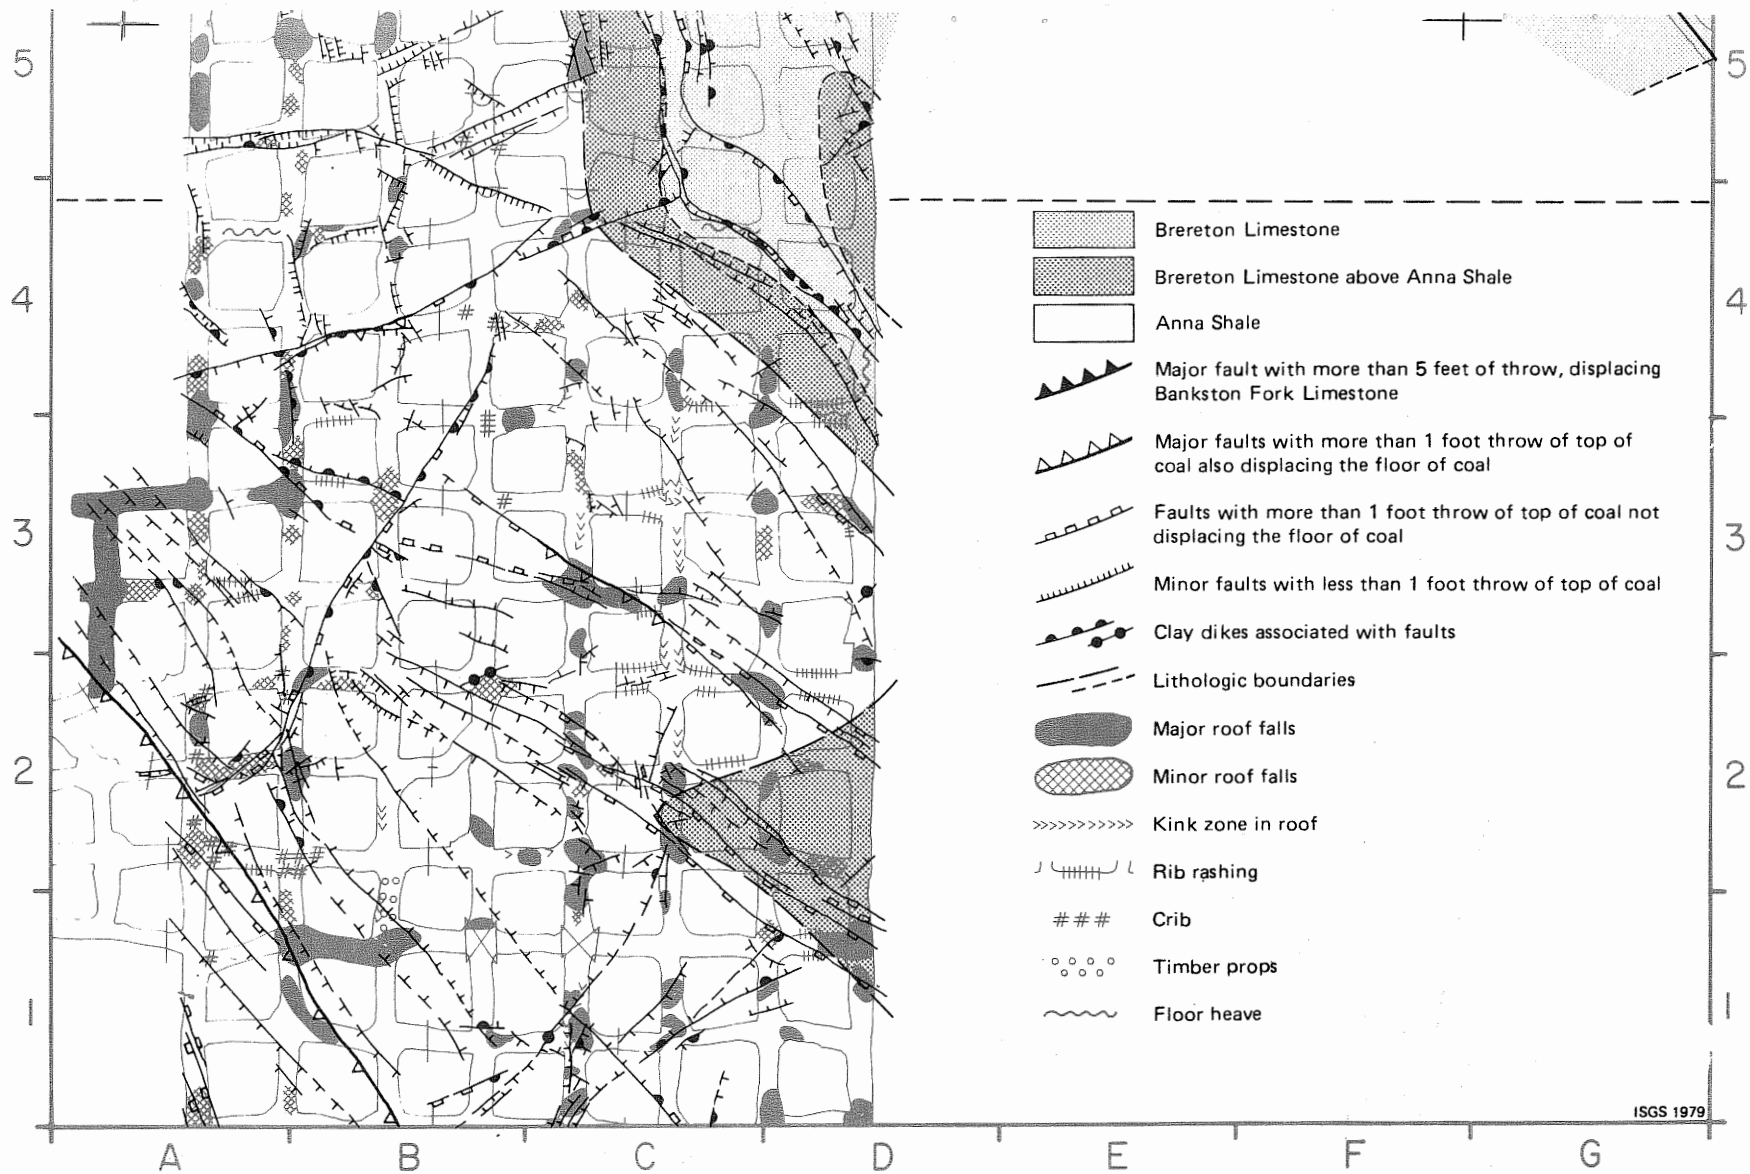 5
5
Brereton Limestone
Brereton Limestone above Anna Shale
4
4
Anna Shale
Major fault with more than 5 feet of throw, displacing
Bankston Fork Limestone
Major faults with more than 1 foot throw of top of
coal also displacing the floor of coal
3
3
Faults with more than 1 foot throw of top of coal not
displacing the floor of coal
Minor faults with less than 1 foot throw of top of coal
Clay dikes associated with faults
Lithologic boundaries
Major roof falls
2
2
Minor roof falls
Kink zone in roof
Rib rashing
Crib
Timber props
1
1
Floor heave
ISGS 1979
A B C D E F G